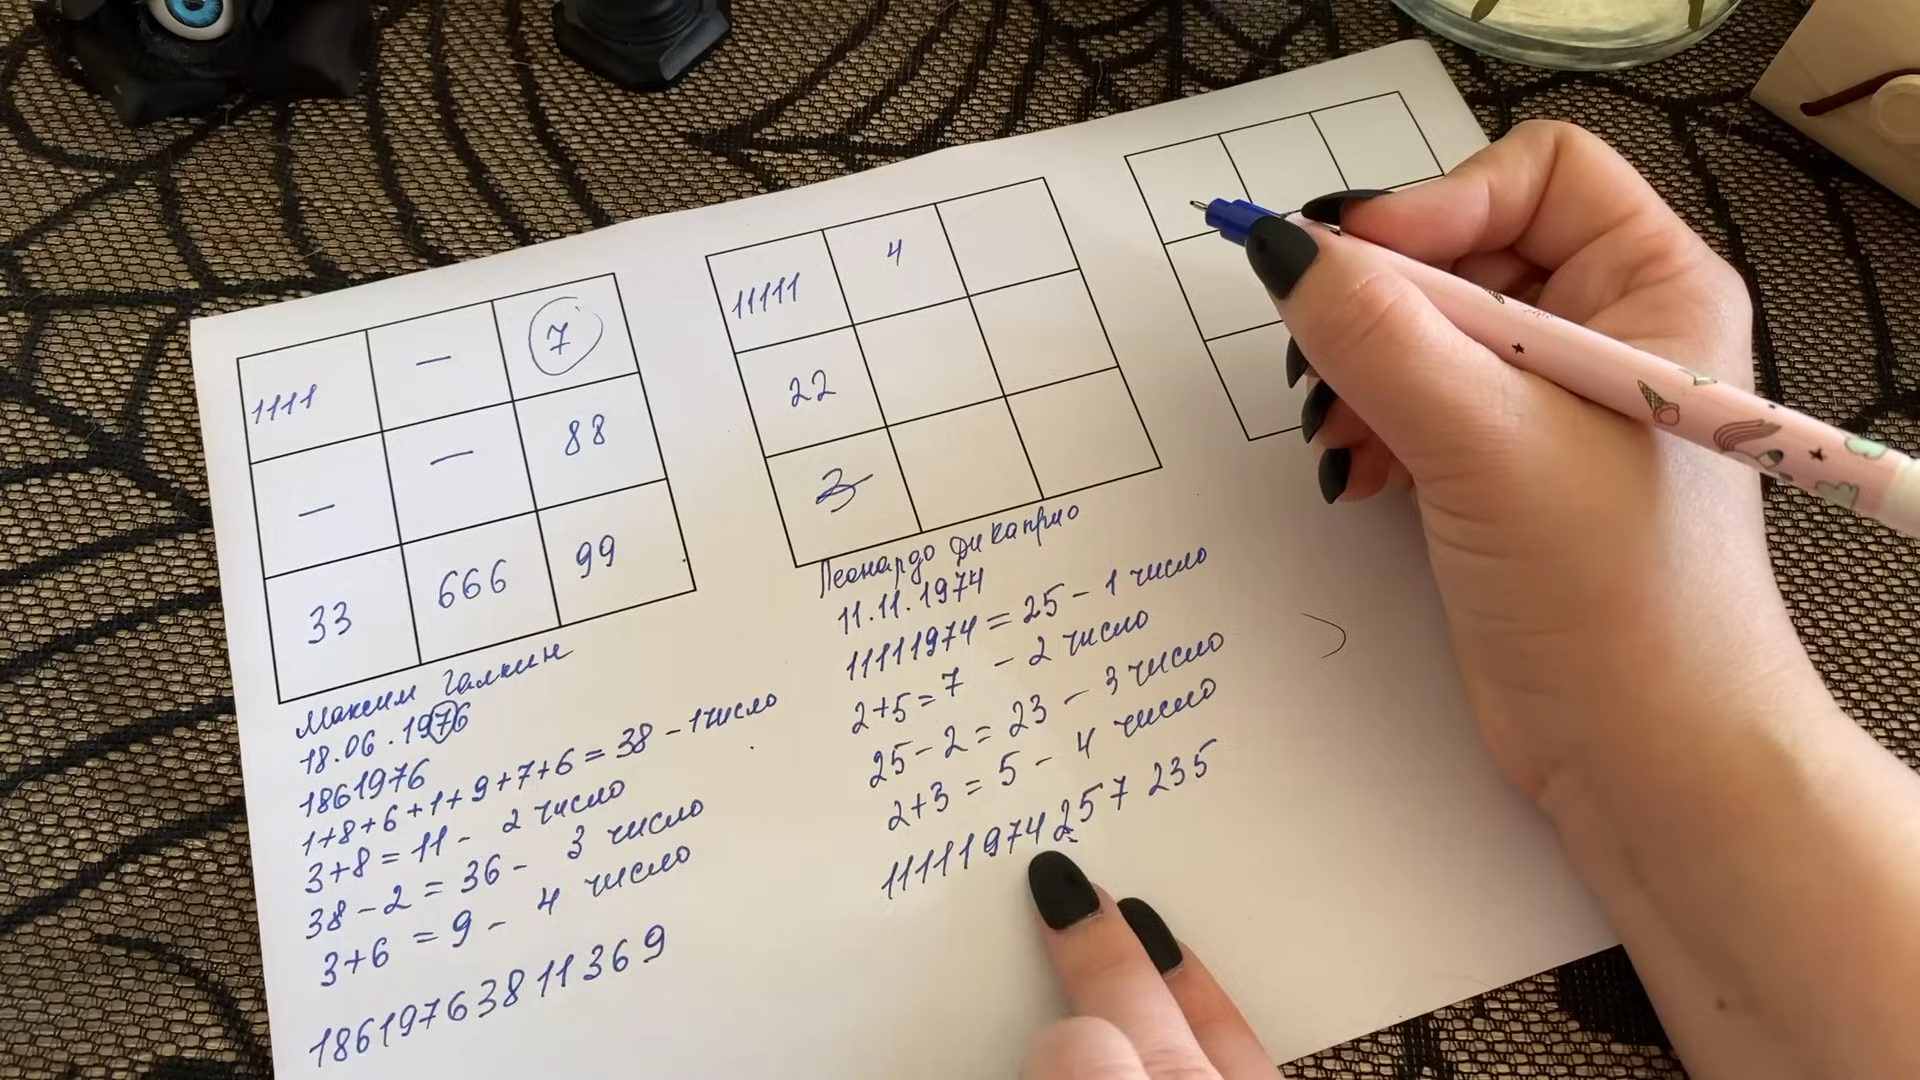 1111 — 7
— — 88
33 666 99
Максим Галкин
18.06.1976
1861976
1+8+6+1+9+7+6=38-1число
3+8=11- 2 число
38-2=36- 3 число
3+6=9- 4 число
1861976381136 9
11111 4
22
3
Леонардо Ди Каприо
11.11.1974
11111974=25-1 число
2+5=7 - 2 число
25-2=23-3 число
2+3=5-4 число
11111974257 235